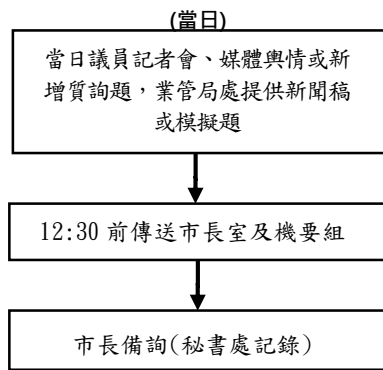 (當日)
當日議員記者會、媒體輿情或新
增質詢題，業管局處提供新聞稿
或模擬題
12:30 前傳送市長室及機要組
市長備詢(秘書處記錄)